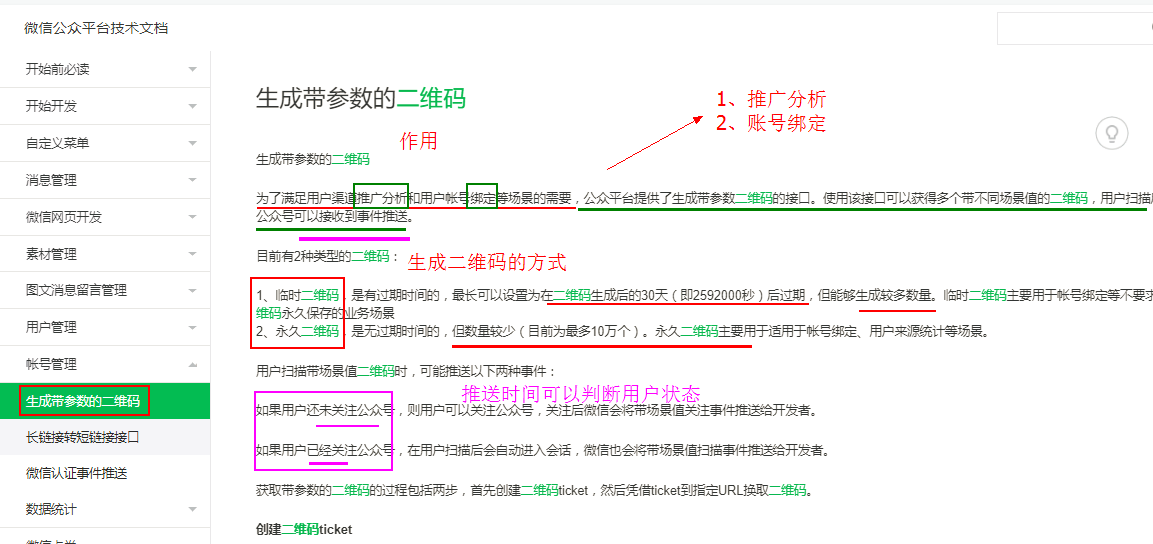 微信公众平台技术文档
开始前必读
开始开发
自定义菜单
消息管理
微信网页开发
素材管理
图文消息留言管理
用户管理
帐号管理
生成带参数的二维码
长链接转短链接接口
微信认证事件推送
数据统计
微信卡券
生成带参数的二维码
1、推广分析
2、账号绑定
作用
生成带参数的二维码
为了满足用户渠道推广分析和用户帐号绑定等场景的需要，公众平台提供了生成带参数二维码的接口。使用该接口可以获得多个带不同场景值的二维码，用户扫描
公众号可以接收到事件推送。
目前有2种类型的二维码：
生成二维码的方式
1、临时二维码，是有过期时间的，最长可以设置为在二维码生成后的30天（即2592000秒）后过期，但能够生成较多数量。临时二维码主要用于帐号绑定等不要求
维码永久保存的业务场景
2、永久二维码，是无过期时间的，但数量较少（目前为最多10万个）。永久二维码主要用于适用于帐号绑定、用户来源统计等场景。
用户扫描带场景值二维码时，可能推送以下两种事件：
推送时间可以判断用户状态
如果用户还未关注公众号，则用户可以关注公众号，关注后微信会将带场景值关注事件推送给开发者。
如果用户已经关注公众号，在用户扫描后会自动进入会话，微信也会将带场景值扫描事件推送给开发者。
获取带参数的二维码的过程包括两步，首先创建二维码ticket，然后凭借ticket到指定URL换取二维码。
创建二维码ticket